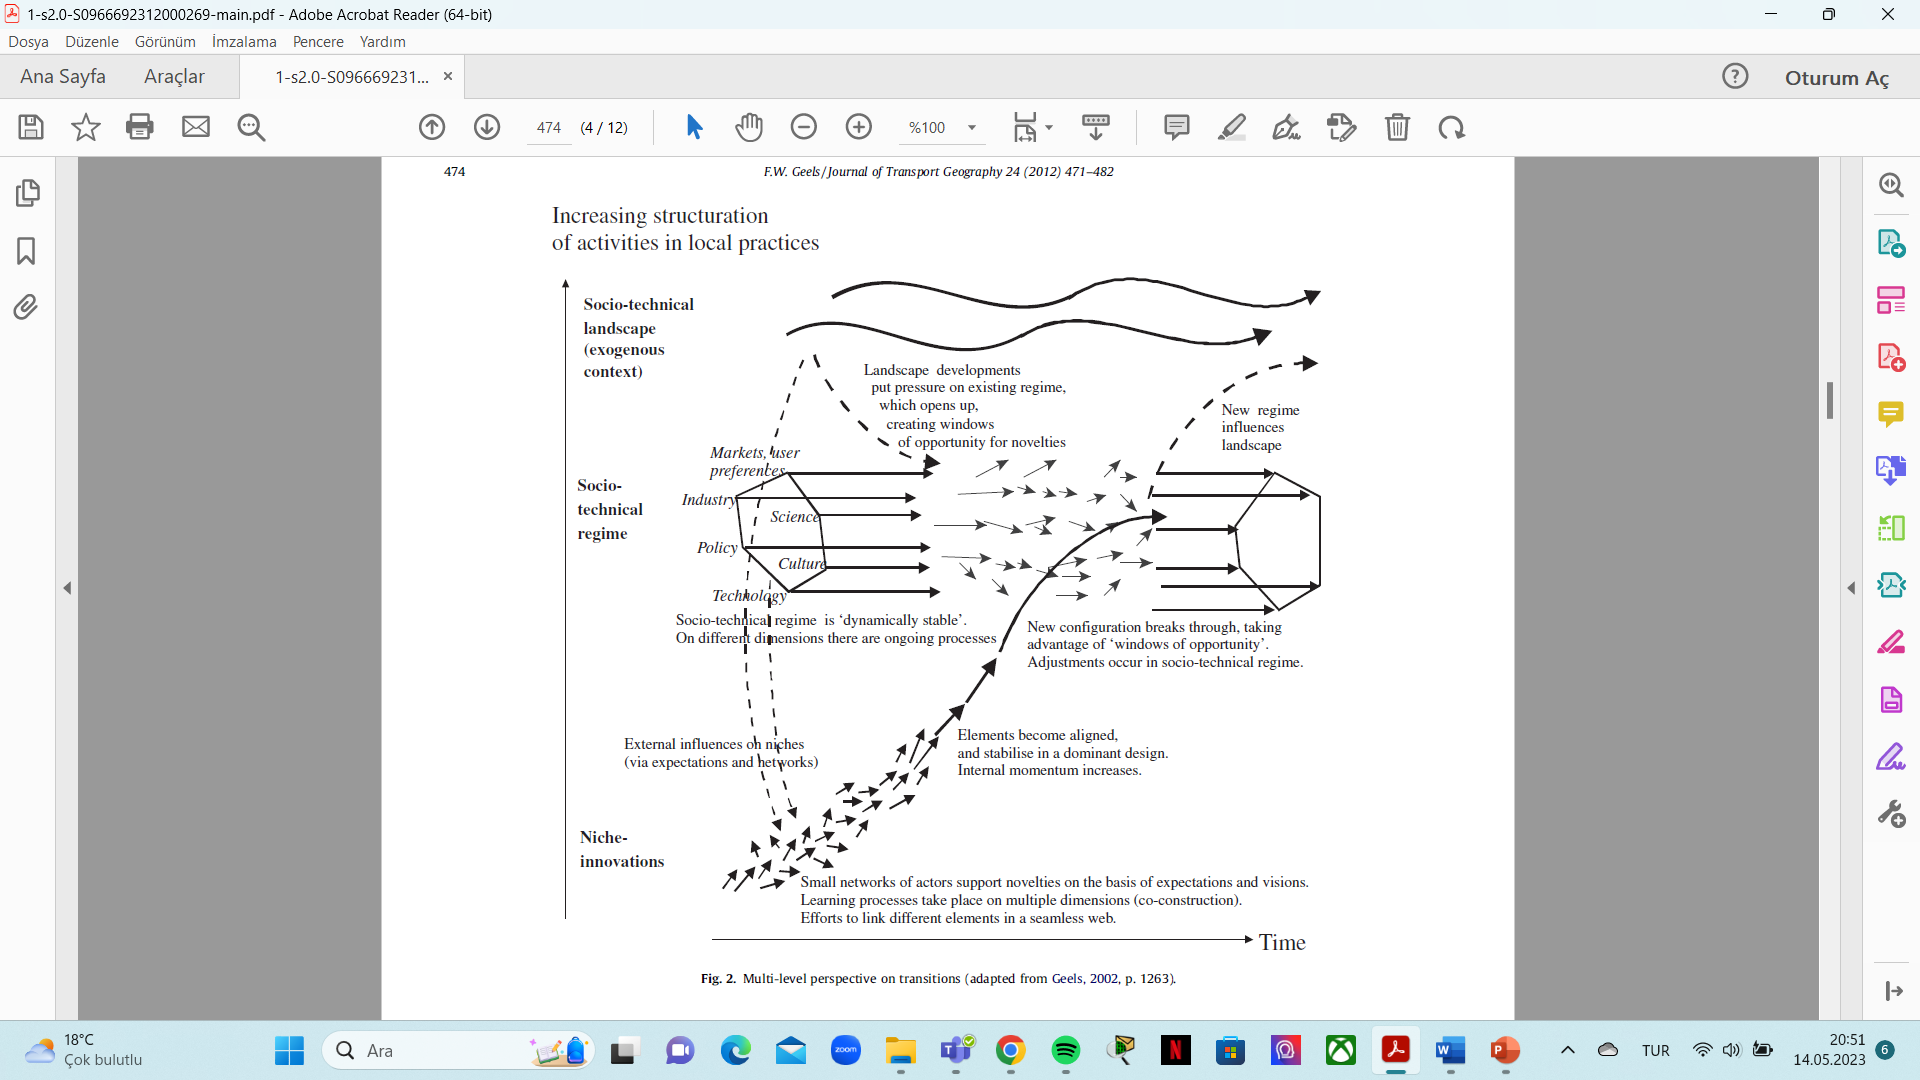 1-s2.0-S0966692312000269-main.pdf - Adobe Acrobat Reader (64-bit)
Dosya Düzenle Görünüm İmzalama Pencere Yardım
Ana Sayfa Araçlar 1-s2.0-S096669231... × ? Oturum Aç
474 (4 / 12) %100
474 F.W. Geels / Journal of Transport Geography 24 (2012) 471–482
Increasing structuration
of activities in local practices
Socio-technical
landscape
(exogenous
context)
Landscape developments
put pressure on existing regime,
which opens up,
creating windows
of opportunity for novelties
New regime
influences
landscape
Markets, user
preferences
Socio-
technical
regime
Industry
Science
Policy
Culture
Technology
Socio-technical regime is ‘dynamically stable’.
On different dimensions there are ongoing processes
New configuration breaks through, taking
advantage of ‘windows of opportunity’.
Adjustments occur in socio-technical regime.
External influences on niches
(via expectations and networks)
Elements become aligned,
and stabilise in a dominant design.
Internal momentum increases.
Niche-
innovations
Small networks of actors support novelties on the basis of expectations and visions.
Learning processes take place on multiple dimensions (co-construction).
Efforts to link different elements in a seamless web.
Time
Fig. 2. Multi-level perspective on transitions (adapted from Geels, 2002, p. 1263).
18°C
Çok bulutlu
Ara
zoom
TUR
20:51
14.05.2023
6